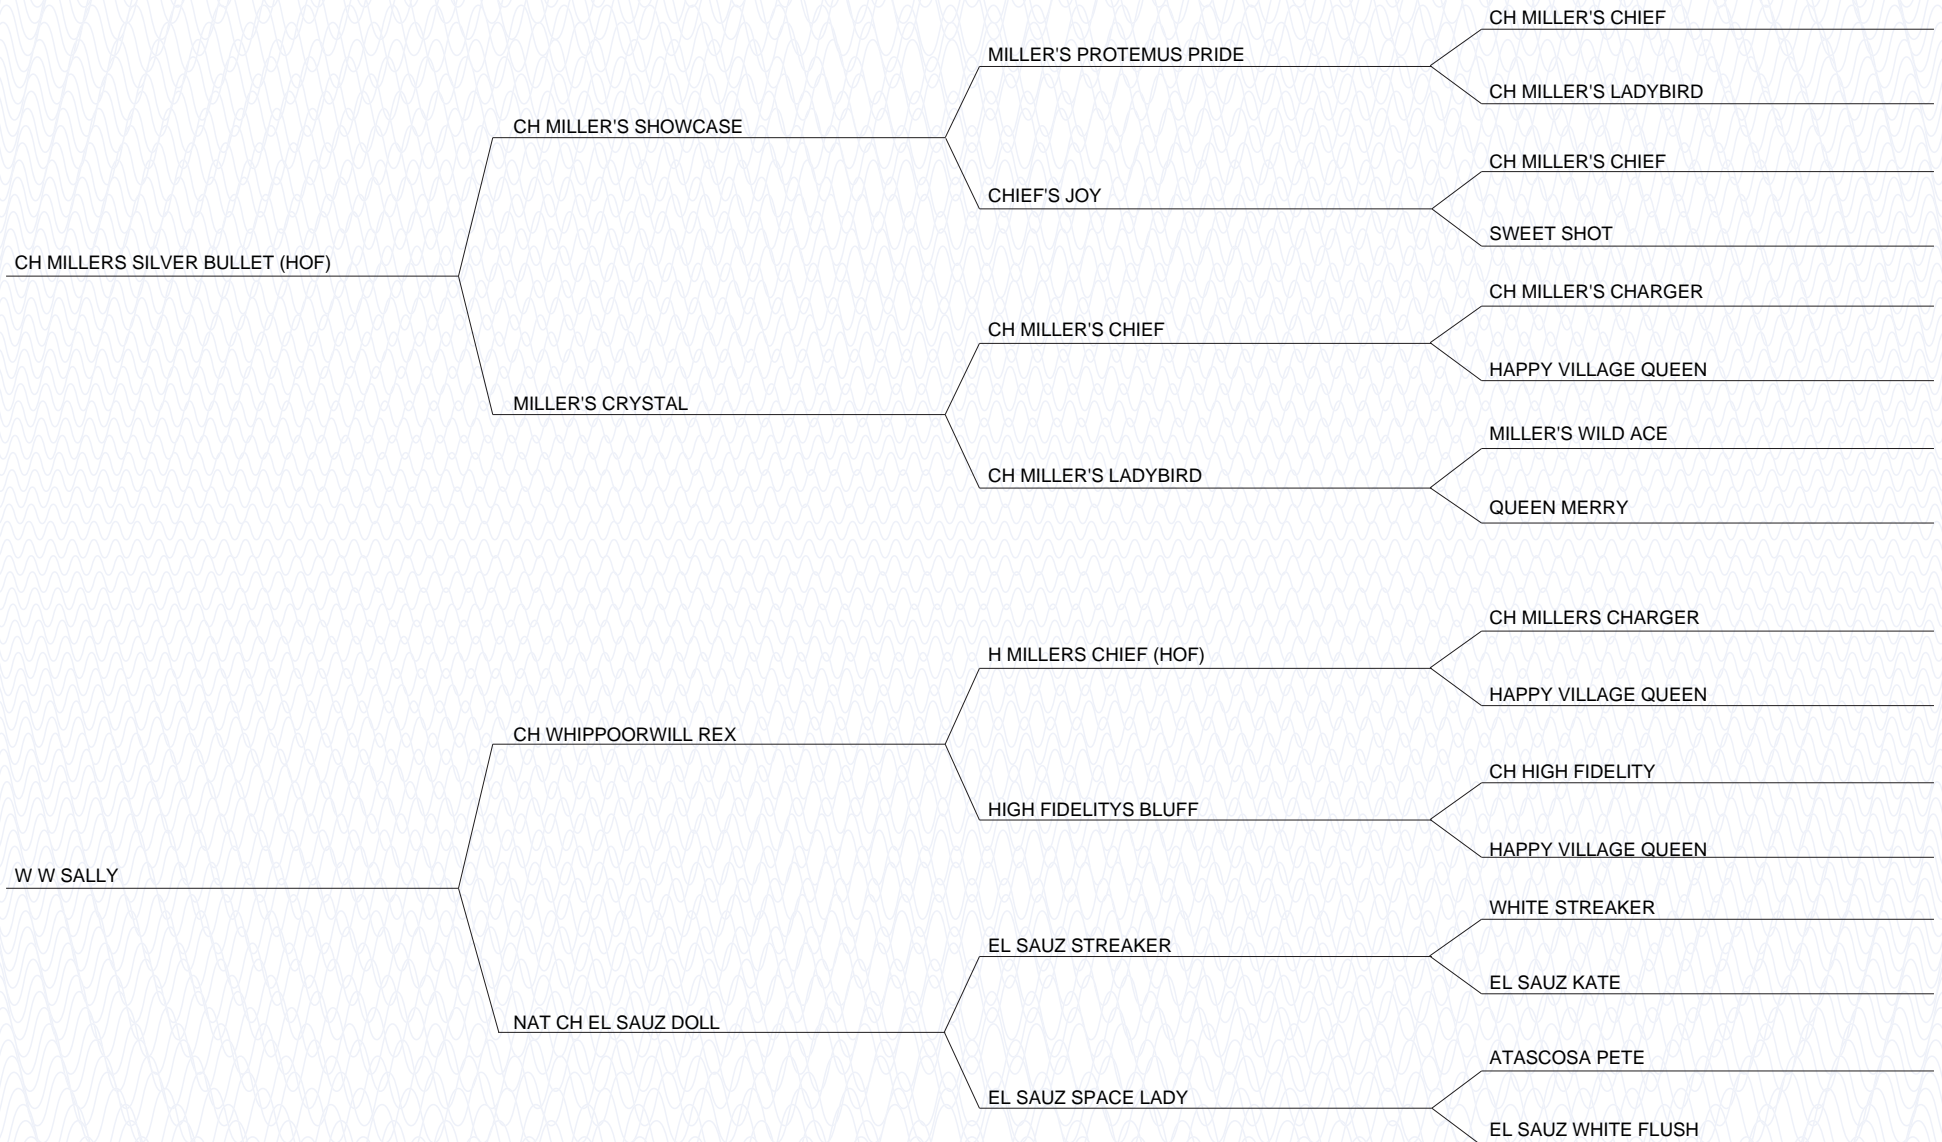 CH MILLER'S CHIEF
MILLER'S PROTEMUS PRIDE
CH MILLER'S LADYBIRD
CH MILLER'S SHOWCASE
CH MILLER'S CHIEF
CHIEF'S JOY
SWEET SHOT
CH MILLERS SILVER BULLET (HOF)
CH MILLER'S CHARGER
CH MILLER'S CHIEF
HAPPY VILLAGE QUEEN
MILLER'S CRYSTAL
MILLER'S WILD ACE
CH MILLER'S LADYBIRD
QUEEN MERRY
CH MILLERS CHARGER
H MILLERS CHIEF (HOF)
HAPPY VILLAGE QUEEN
CH WHIPPOORWILL REX
CH HIGH FIDELITY
HIGH FIDELITYS BLUFF
HAPPY VILLAGE QUEEN
W W SALLY
WHITE STREAKER
EL SAUZ STREAKER
EL SAUZ KATE
NAT CH EL SAUZ DOLL
ATASCOSA PETE
EL SAUZ SPACE LADY
EL SAUZ WHITE FLUSH